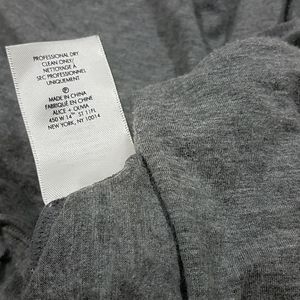 PROFESSIONAL DRY
CLEAN ONLY/
NETTOYAGE À
SEC PROFESSIONNEL
UNIQUEMENT
Ⓟ
MADE IN CHINA
FABRIQUÉ EN CHINE
ALICE + OLIVIA
450 W 14TH ST 11FL
NEW YORK, NY 10014